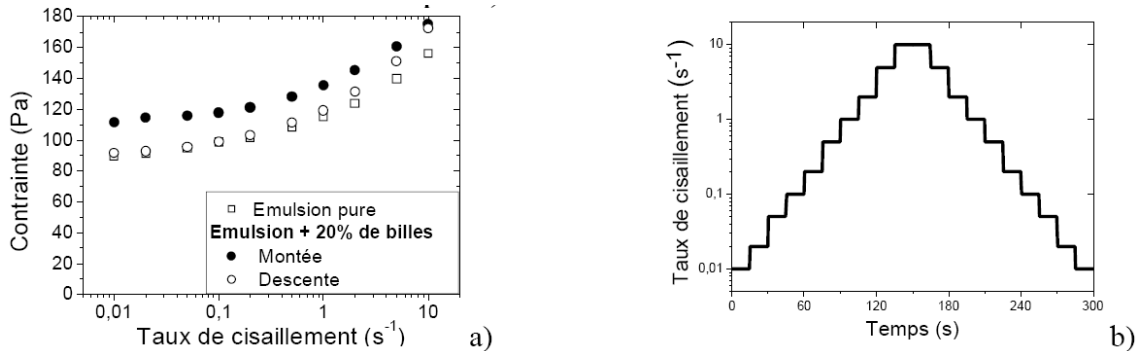 180
160
140
120
100
80
60
40
20
0
Contrainte (Pa)
□ Emulsion pure
Emulsion + 20% de billes
● Montée
○ Descente
0,01 0,1 1 10
Taux de cisaillement (s⁻¹)
a)
10
1
0,1
0,01
Taux de cisaillement (s⁻¹)
0 60 120 180 240 300
Temps (s)
b)